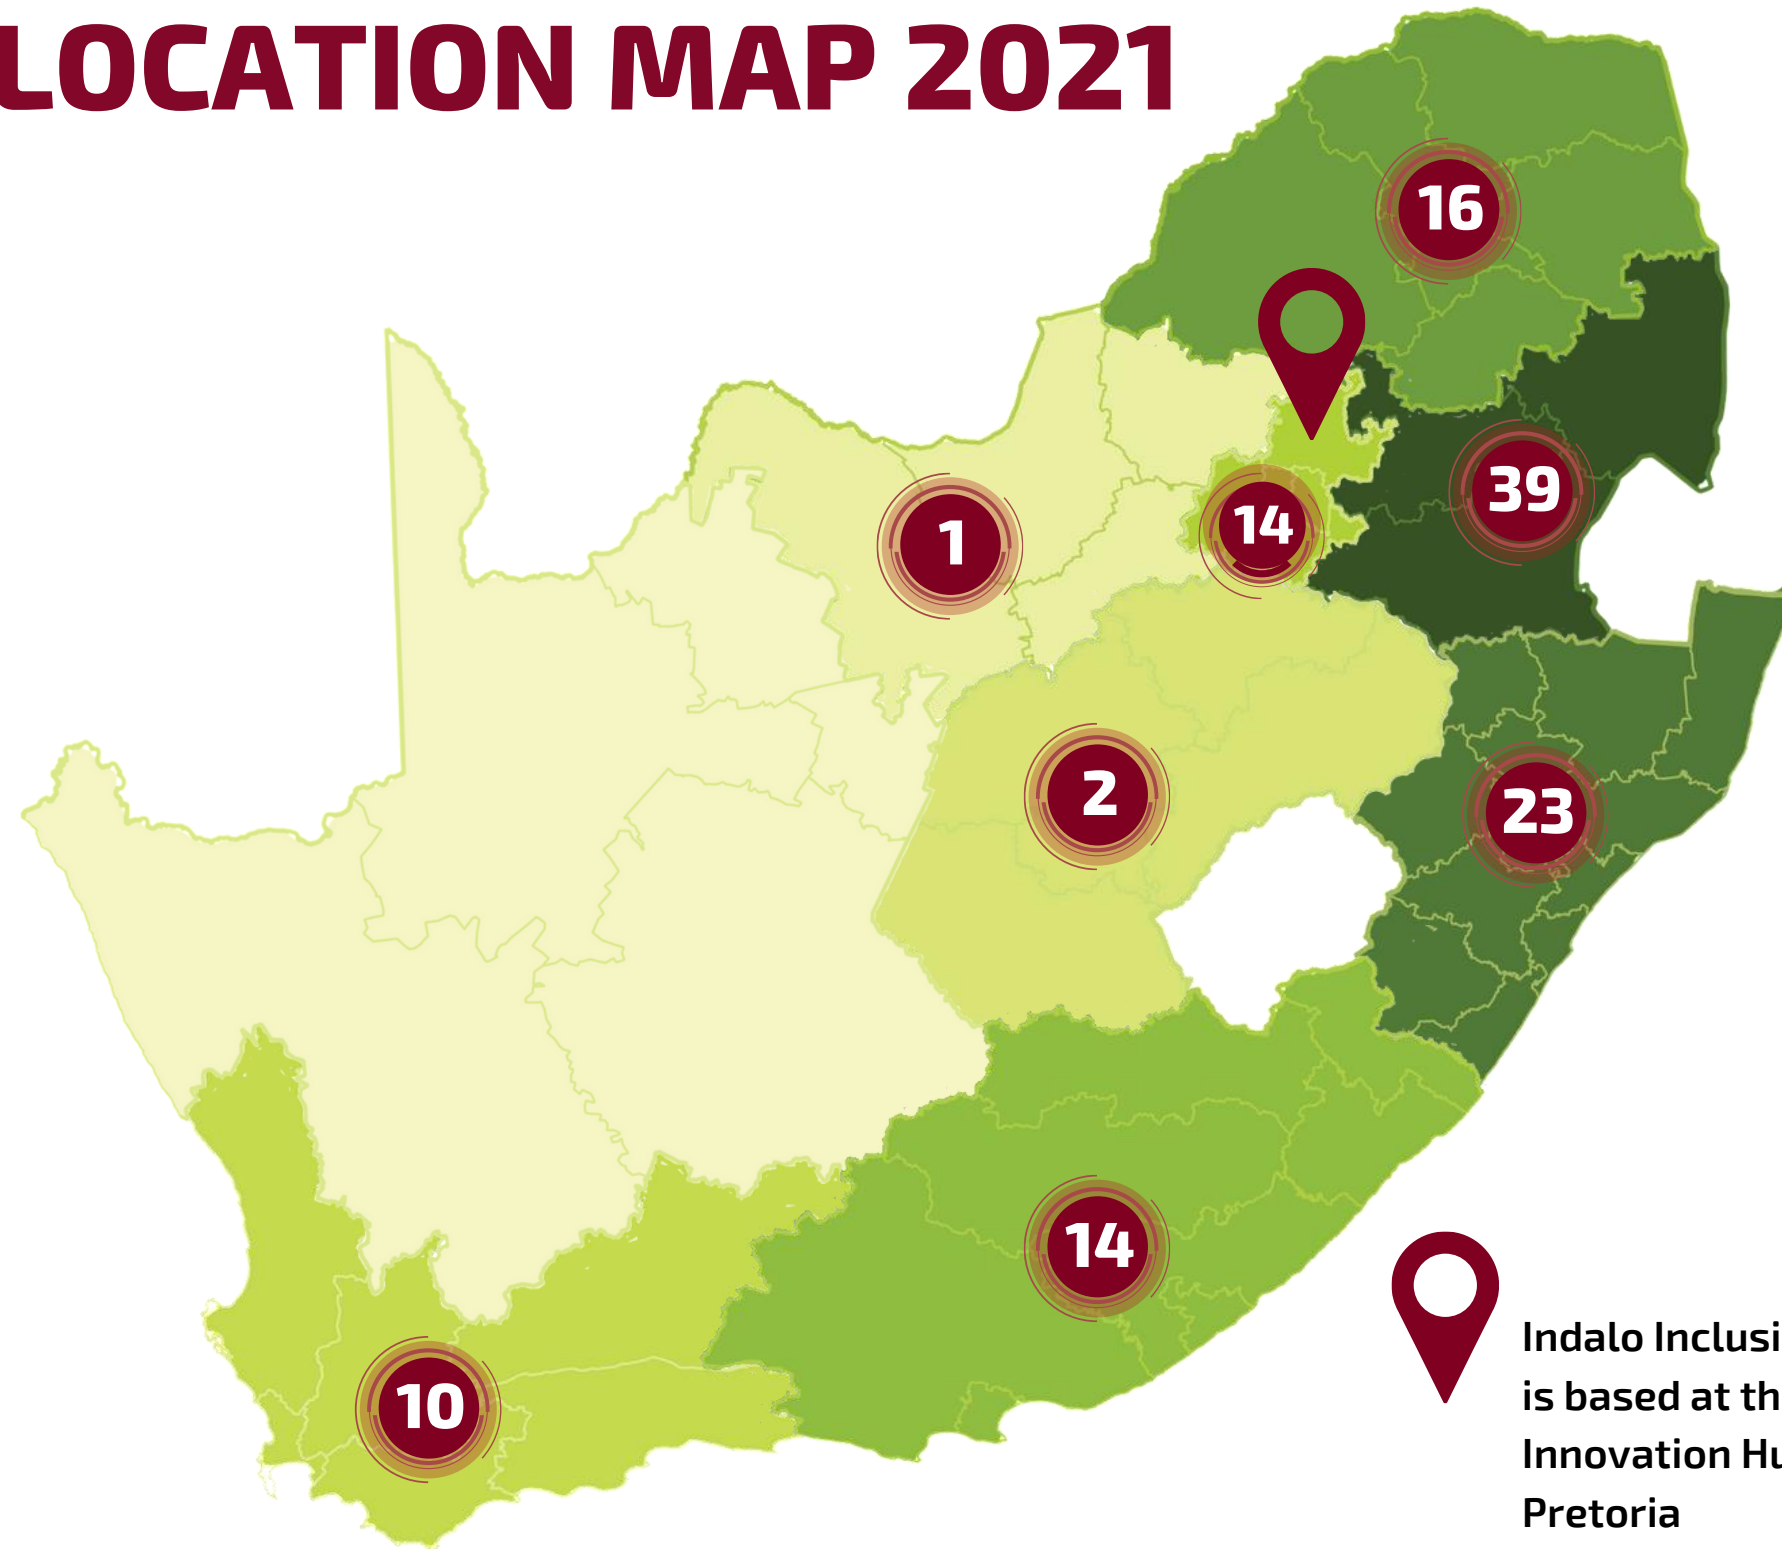 LOCATION MAP 2021
16
39
1
14
2
23
14
10
Indalo Inclusi
is based at th
Innovation Hu
Pretoria